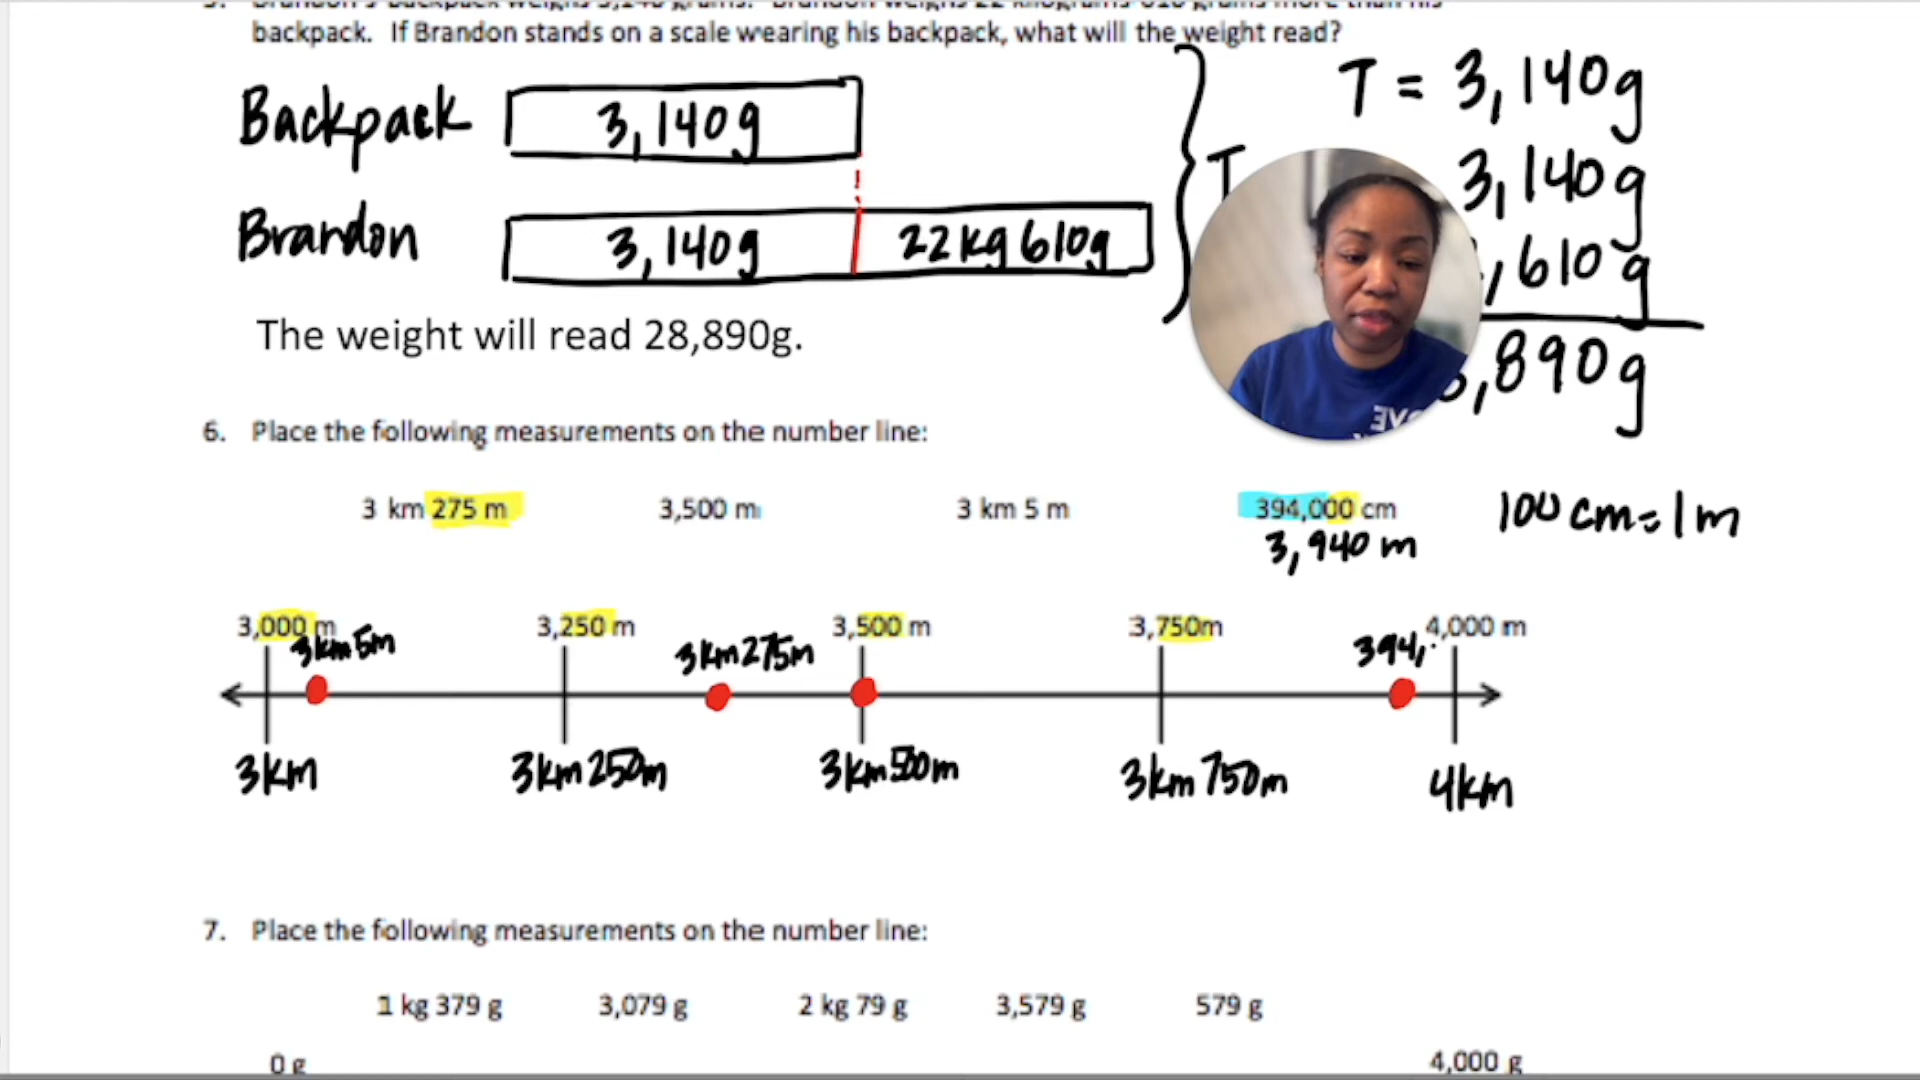 backpack. If Brandon stands on a scale wearing his backpack, what will the weight read?
Backpack 3,140g
Brandon 3,140g 22kg 610g
T
T = 3,140g
3,140g
,610g
,890g
The weight will read 28,890g.
6. Place the following measurements on the number line:
3 km 275 m 3,500 m 3 km 5 m 394,000 cm
3,940 m
100 cm = 1m
3,000 m 3,250 m 3,500 m 3,750m 4,000 m
3km 5m 3km 275m 394,
3km 3km 250m 3km 500m 3km 750m 4km
7. Place the following measurements on the number line:
1 kg 379 g 3,079 g 2 kg 79 g 3,579 g 579 g
0 g 4,000 g